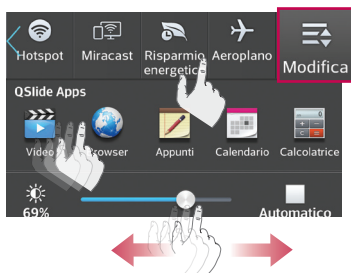 Hotspot Miracast Risparmio energetico Aeroplano Modifica
QSlide Apps
Video Browser Appunti Calendario Calcolatrice
69% Automatico